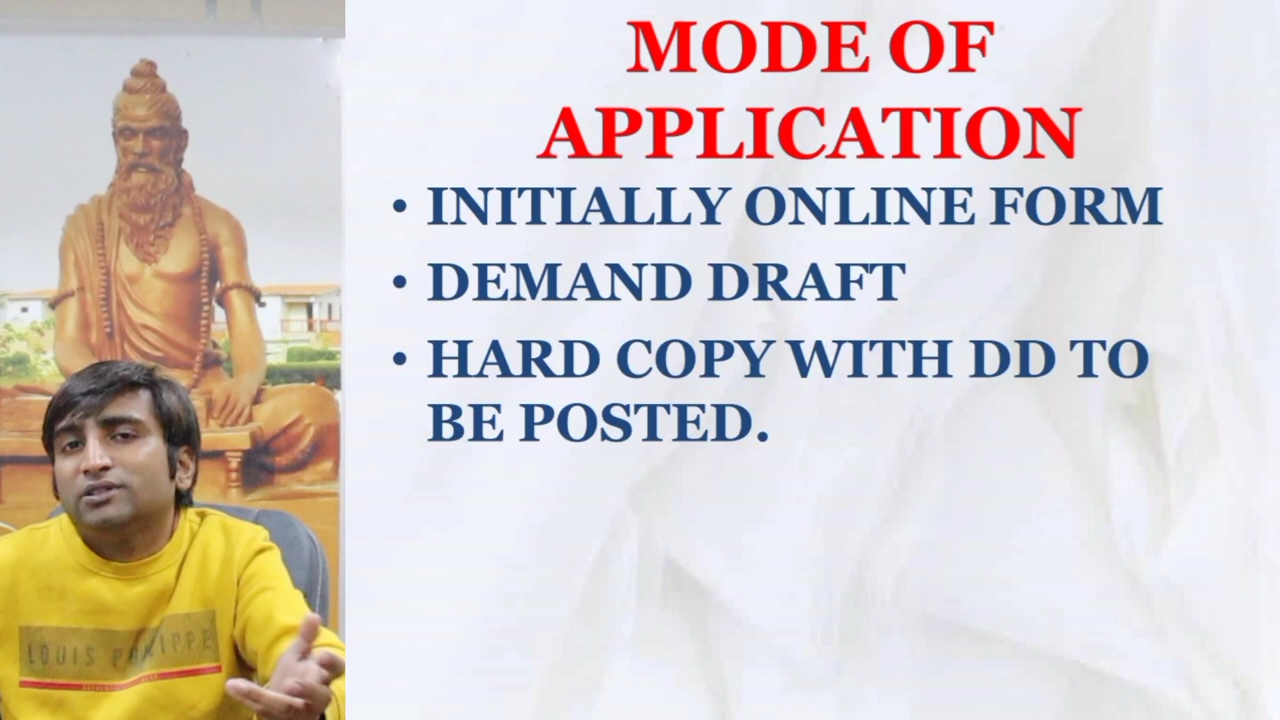 MODE OF
APPLICATION
• INITIALLY ONLINE FORM
• DEMAND DRAFT
• HARD COPY WITH DD TO
BE POSTED.
LOUIS PHILIPPE